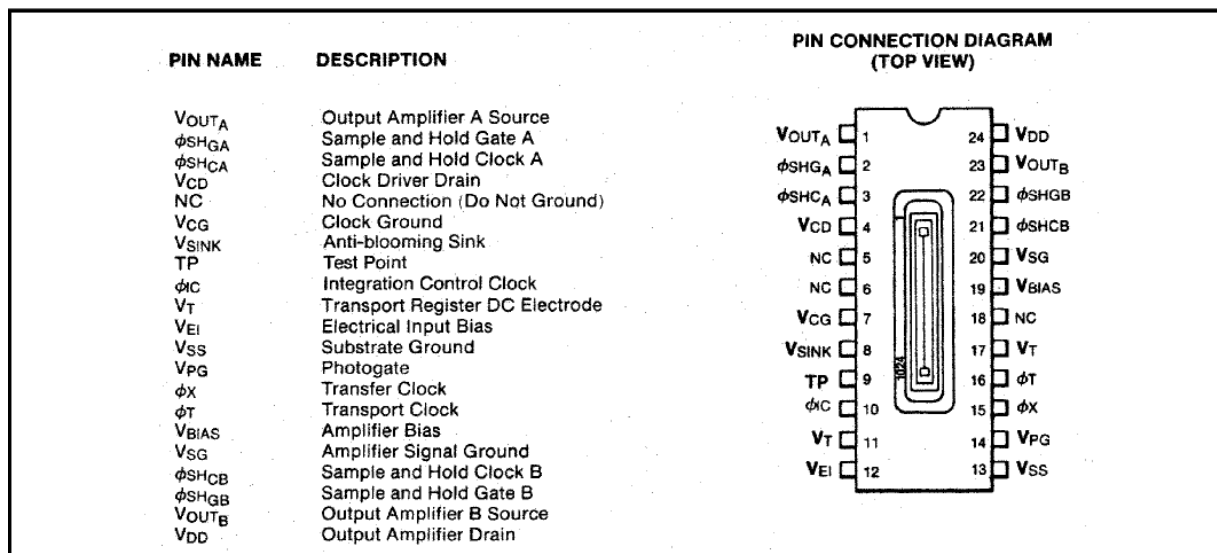 PIN NAME DESCRIPTION
VOUTA Output Amplifier A Source
ϕSHGA Sample and Hold Gate A
ϕSHCA Sample and Hold Clock A
VCD Clock Driver Drain
NC No Connection (Do Not Ground)
VCG Clock Ground
VSINK Anti-blooming Sink
TP Test Point
ϕIC Integration Control Clock
VT Transport Register DC Electrode
VEI Electrical Input Bias
VSS Substrate Ground
VPG Photogate
ϕX Transfer Clock
ϕT Transport Clock
VBIAS Amplifier Bias
VSG Amplifier Signal Ground
ϕSHCB Sample and Hold Clock B
ϕSHGB Sample and Hold Gate B
VOUTB Output Amplifier B Source
VDD Output Amplifier Drain
PIN CONNECTION DIAGRAM
(TOP VIEW)
VOUTA 1 24 VDD
ϕSHGA 2 23 VOUTB
ϕSHCA 3 22 ϕSHGB
VCD 4 21 ϕSHCB
NC 5 20 VSG
NC 6 19 VBIAS
VCG 7 18 NC
VSINK 8 17 VT
TP 9 16 ϕT
ϕIC 10 15 ϕX
VT 11 14 VPG
VEI 12 13 VSS
1024